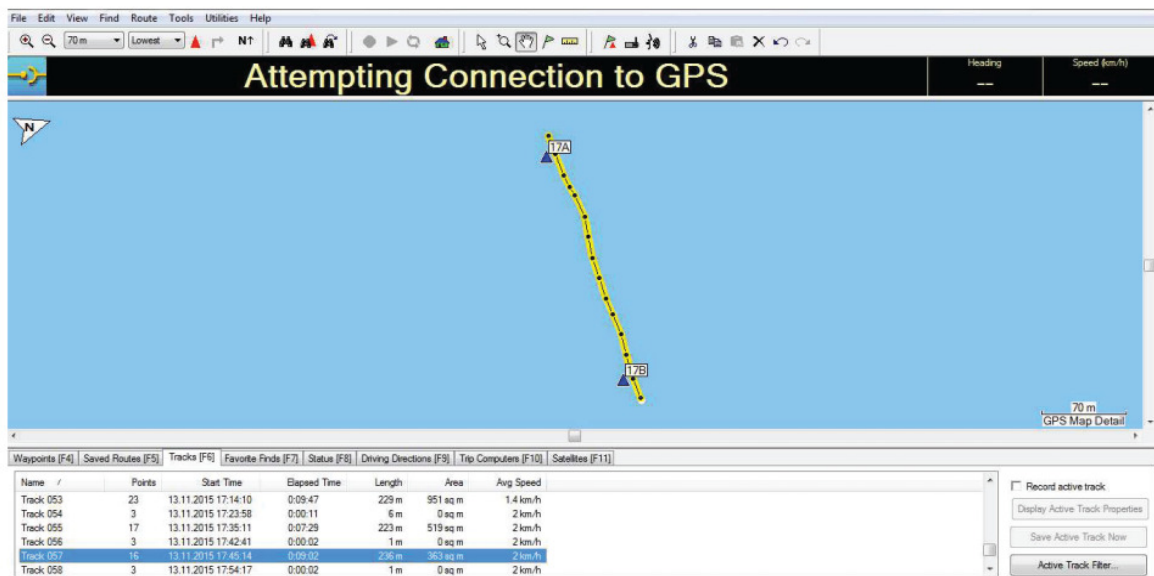 File Edit View Find Route Tools Utilities Help
70 m Lowest N↑
Attempting Connection to GPS
Heading
--
Speed (km/h)
--
N
17A
17B
70 m
GPS Map Detail
Waypoints [F4] Saved Routes [F5] Tracks [F6] Favorite Finds [F7] Status [F8] Driving Directions [F9] Trip Computers [F10] Satellites [F11]
Name / Points Start Time Elapsed Time Length Area Avg Speed
Track 053 23 13.11.2015 17:14:10 0:09:47 229 m 951 sq m 1.4 km/h
Track 054 3 13.11.2015 17:23:58 0:00:11 6 m 0 sq m 2 km/h
Track 055 17 13.11.2015 17:35:11 0:07:29 223 m 519 sq m 2 km/h
Track 056 3 13.11.2015 17:42:41 0:00:02 1 m 0 sq m 2 km/h
Track 057 16 13.11.2015 17:45:14 0:09:02 236 m 363 sq m 2 km/h
Track 058 3 13.11.2015 17:54:17 0:00:02 1 m 0 sq m 2 km/h
Record active track
Display Active Track Properties
Save Active Track Now
Active Track Filter...